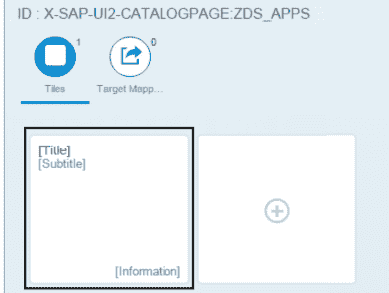 ID : X-SAP-UI2-CATALOGPAGE:ZDS_APPS
1
0
Tiles
Target Mapp...
[Title]
[Subtitle]
[Information]